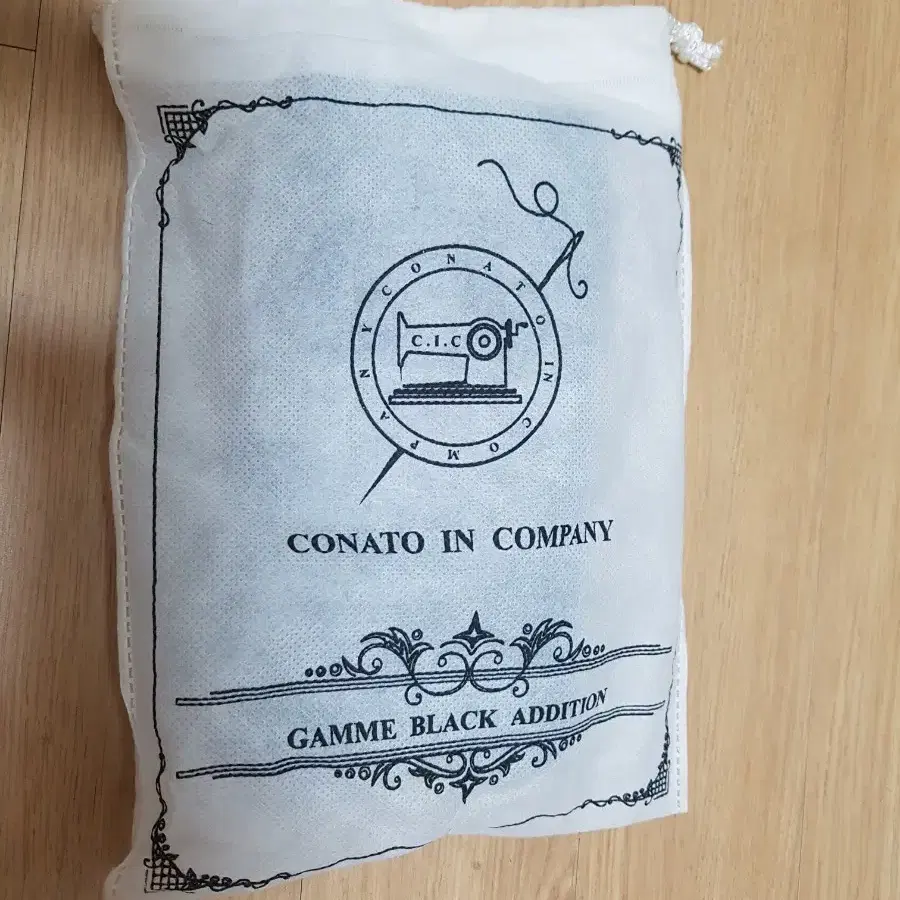 CONATO IN COMPANY
C.I.C
CONATO IN COMPANY
GAMME BLACK ADDITION